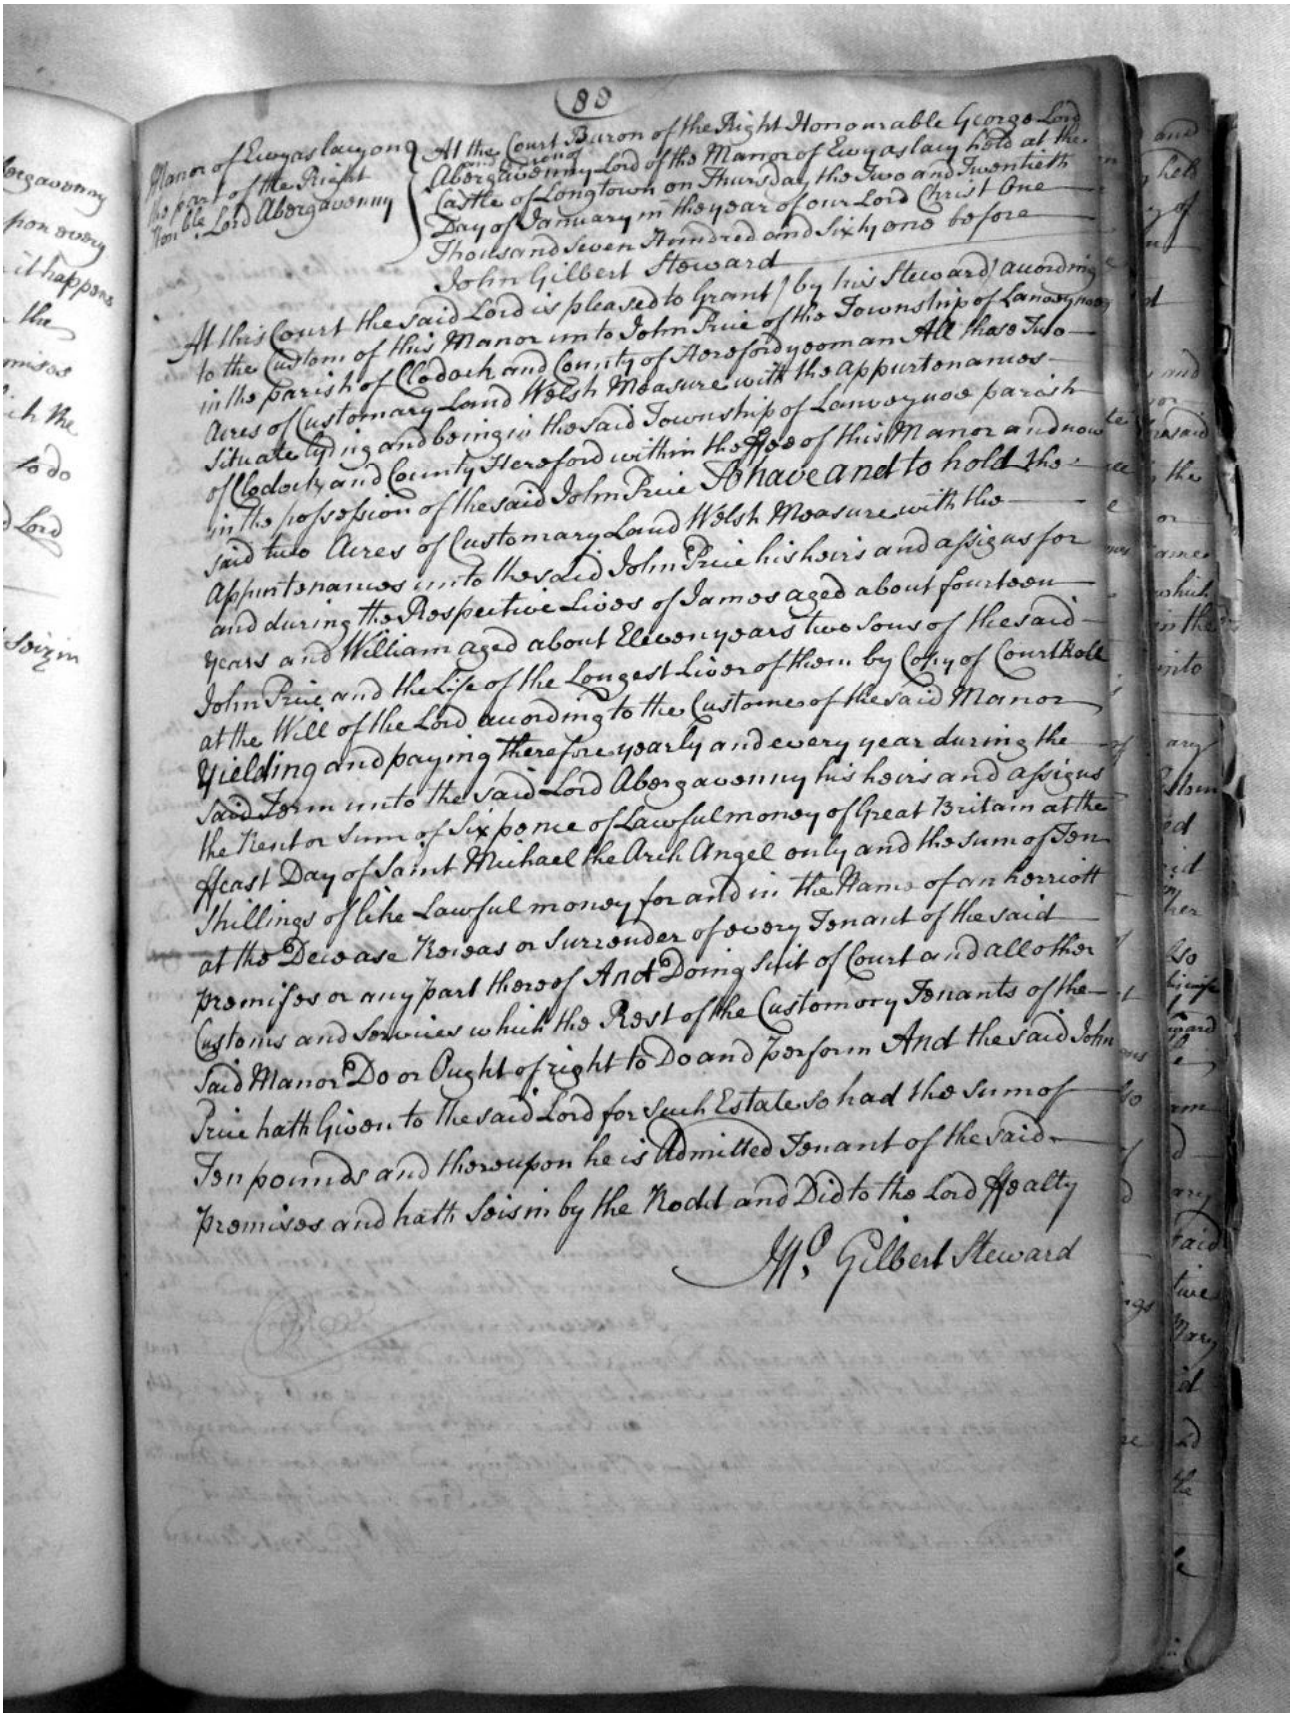 88
Manor of Ewyaslacy on
the part of the Right
Honble. Lord Abergavenny
At the Court Baron of the Right Honourable George Lord
Abergavenny Lord of the Manor of Ewyaslacy held at the
Castle of Longtown on Thursday the Two and Twentieth
Day of January in the year of our Lord Christ One
Thousand Seven Hundred and Sixty one before
John Gilbert Steward
At this Court the said Lord is pleased to Grant (by his Steward) according
to the Custom of this Manor unto John Price of the Township of Lanveynoe
in the parish of Clodock and County of Hereford yeoman All those Two
Acres of Customary Land Welsh Measure with the Appurtenances
Situate lyding and being in the said Township of Lanveynoe parish
of Clodock and County Hereford within the ffee of this Manor and now
in the possession of the said John Price To have and to hold the
said two Acres of Customary Land Welsh Measure with the
Appurtenances unto the said John Price his heirs and assigns for
and during the Respective Lives of James aged about fourteen
years and William aged about Eleven years two Sons of the said
John Price and the Life of the Longest Liver of them by Copy of Court Roll
at the Will of the Lord according to the Custome of the said Manor
Yielding and paying therefore yearly and every year during the
said Term unto the said Lord Abergavenny his heirs and assigns
the Rent or Sum of Six pence of Lawful money of Great Britain at the
ffeast Day of Saint Michael the Arch Angel only and the sum of Ten
Shillings of like Lawful money for and in the Name of an herriott
at the Decease Releas or Surrender of every Tenant of the said
premises or any part thereof And Doing Suit of Court and all other
Customs and Services which the Rest of the Customory Tenants of the
Said Manor Do or Ought of right to Do and perform And the said John
Price hath Given to the said Lord for such Estate so had the sum of
Ten pounds and thereupon he is Admitted Tenant of the said
premises and hath Seisin by the Rodd and Did to the Lord ffealty
Jno. Gilbert Steward